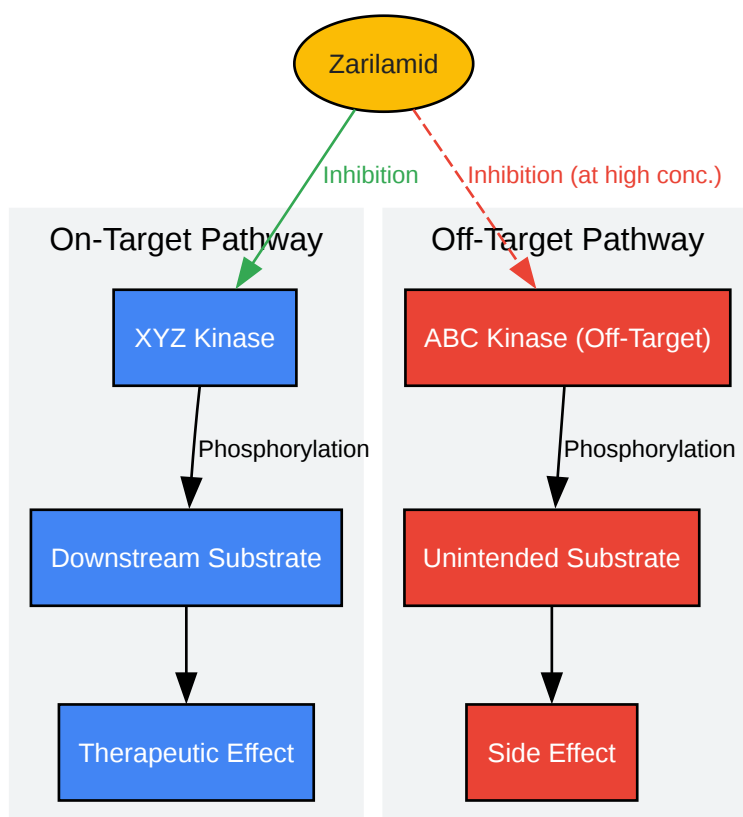 Zarilamid
Inhibition
Inhibition (at high conc.)
On-Target Pathway
Off-Target Pathway
XYZ Kinase
ABC Kinase (Off-Target)
Phosphorylation
Phosphorylation
Downstream Substrate
Unintended Substrate
Therapeutic Effect
Side Effect